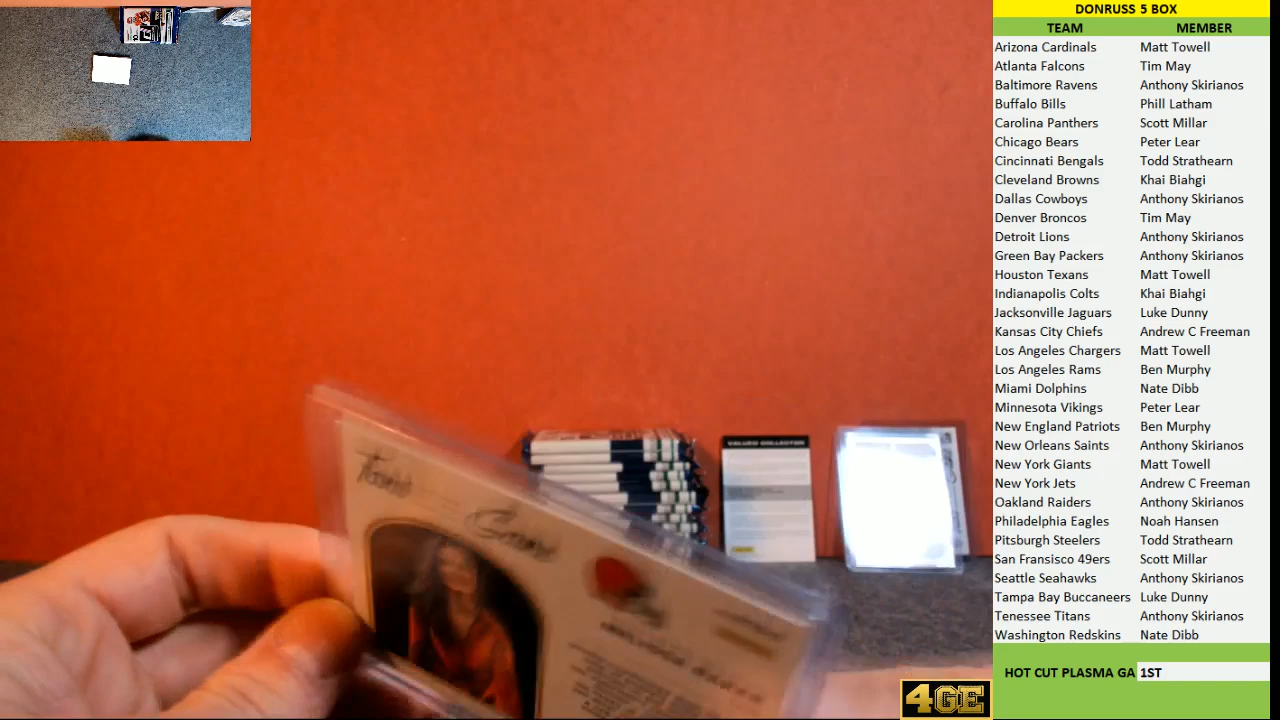 DONRUSS 5 BOX
TEAM MEMBER
Arizona Cardinals Matt Towell
Atlanta Falcons Tim May
Baltimore Ravens Anthony Skirianos
Buffalo Bills Phill Latham
Carolina Panthers Scott Millar
Chicago Bears Peter Lear
Cincinnati Bengals Todd Strathearn
Cleveland Browns Khai Biahgi
Dallas Cowboys Anthony Skirianos
Denver Broncos Tim May
Detroit Lions Anthony Skirianos
Green Bay Packers Anthony Skirianos
Houston Texans Matt Towell
Indianapolis Colts Khai Biahgi
Jacksonville Jaguars Luke Dunny
Kansas City Chiefs Andrew C Freeman
Los Angeles Chargers Matt Towell
Los Angeles Rams Ben Murphy
Miami Dolphins Nate Dibb
Minnesota Vikings Peter Lear
New England Patriots Ben Murphy
New Orleans Saints Anthony Skirianos
New York Giants Matt Towell
New York Jets Andrew C Freeman
Oakland Raiders Anthony Skirianos
Philadelphia Eagles Noah Hansen
Pitsburgh Steelers Todd Strathearn
San Fransisco 49ers Scott Millar
Seattle Seahawks Anthony Skirianos
Tampa Bay Buccaneers Luke Dunny
Tenessee Titans Anthony Skirianos
Washington Redskins Nate Dibb
HOT CUT PLASMA GA 1ST
VALUED COLLECTOR
4GE